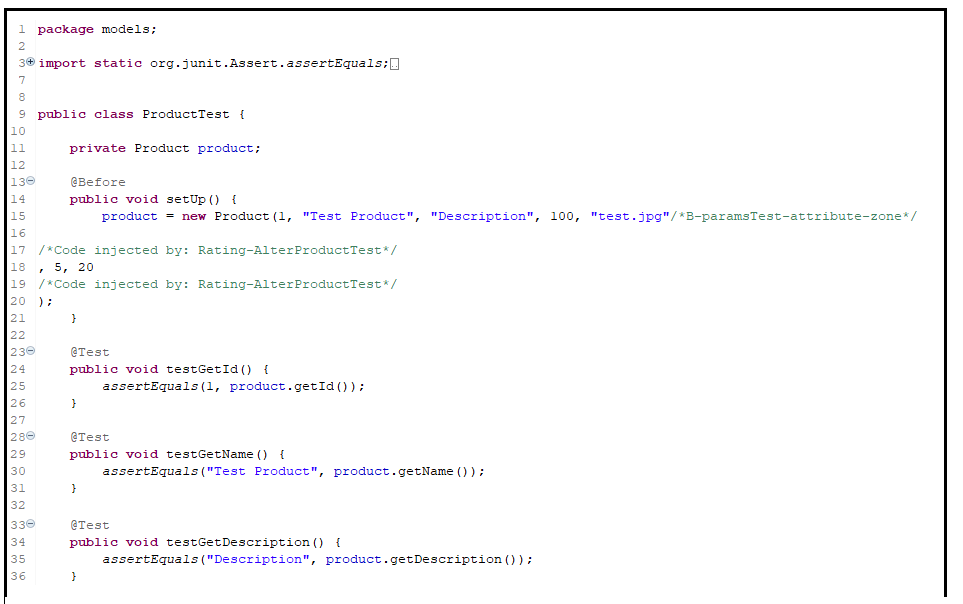 1 package models;
2
3 import static org.junit.Assert.assertEquals;
7
8
9 public class ProductTest {
10
11     private Product product;
12
13     @Before
14     public void setUp() {
15         product = new Product(1, "Test Product", "Description", 100, "test.jpg"/*B-paramsTest-attribute-zone*/
16
17 /*Code injected by: Rating-AlterProductTest*/
18 , 5, 20
19 /*Code injected by: Rating-AlterProductTest*/
20 );
21     }
22
23     @Test
24     public void testGetId() {
25         assertEquals(1, product.getId());
26     }
27
28     @Test
29     public void testGetName() {
30         assertEquals("Test Product", product.getName());
31     }
32
33     @Test
34     public void testGetDescription() {
35         assertEquals("Description", product.getDescription());
36     }